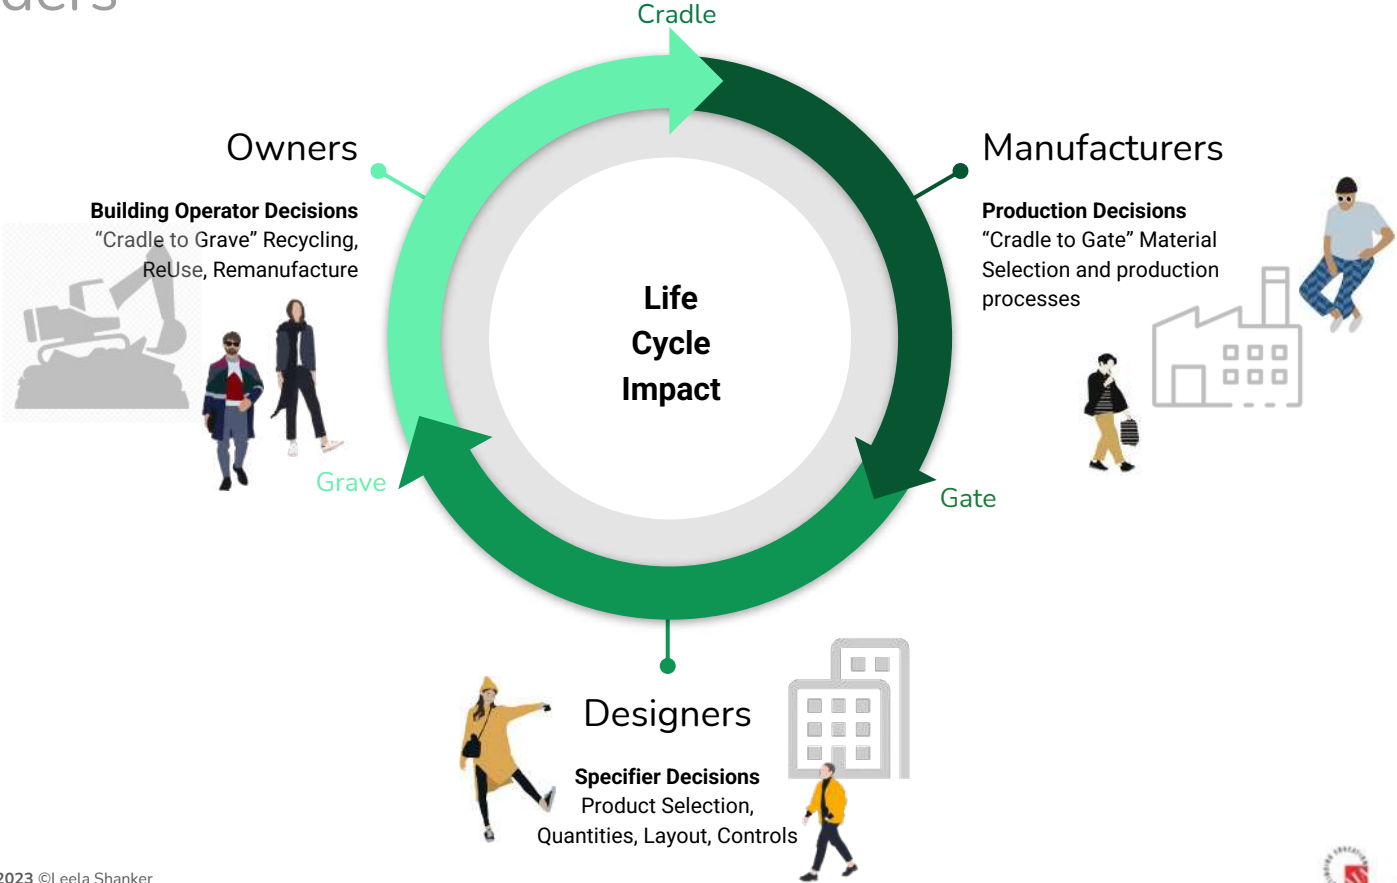 Cradle
Owners
Building Operator Decisions
“Cradle to Grave” Recycling,
ReUse, Remanufacture
Manufacturers
Production Decisions
“Cradle to Gate” Material
Selection and production
processes
Life
Cycle
Impact
Grave
Gate
Designers
Specifier Decisions
Product Selection,
Quantities, Layout, Controls
2023 ©Leela Shanker